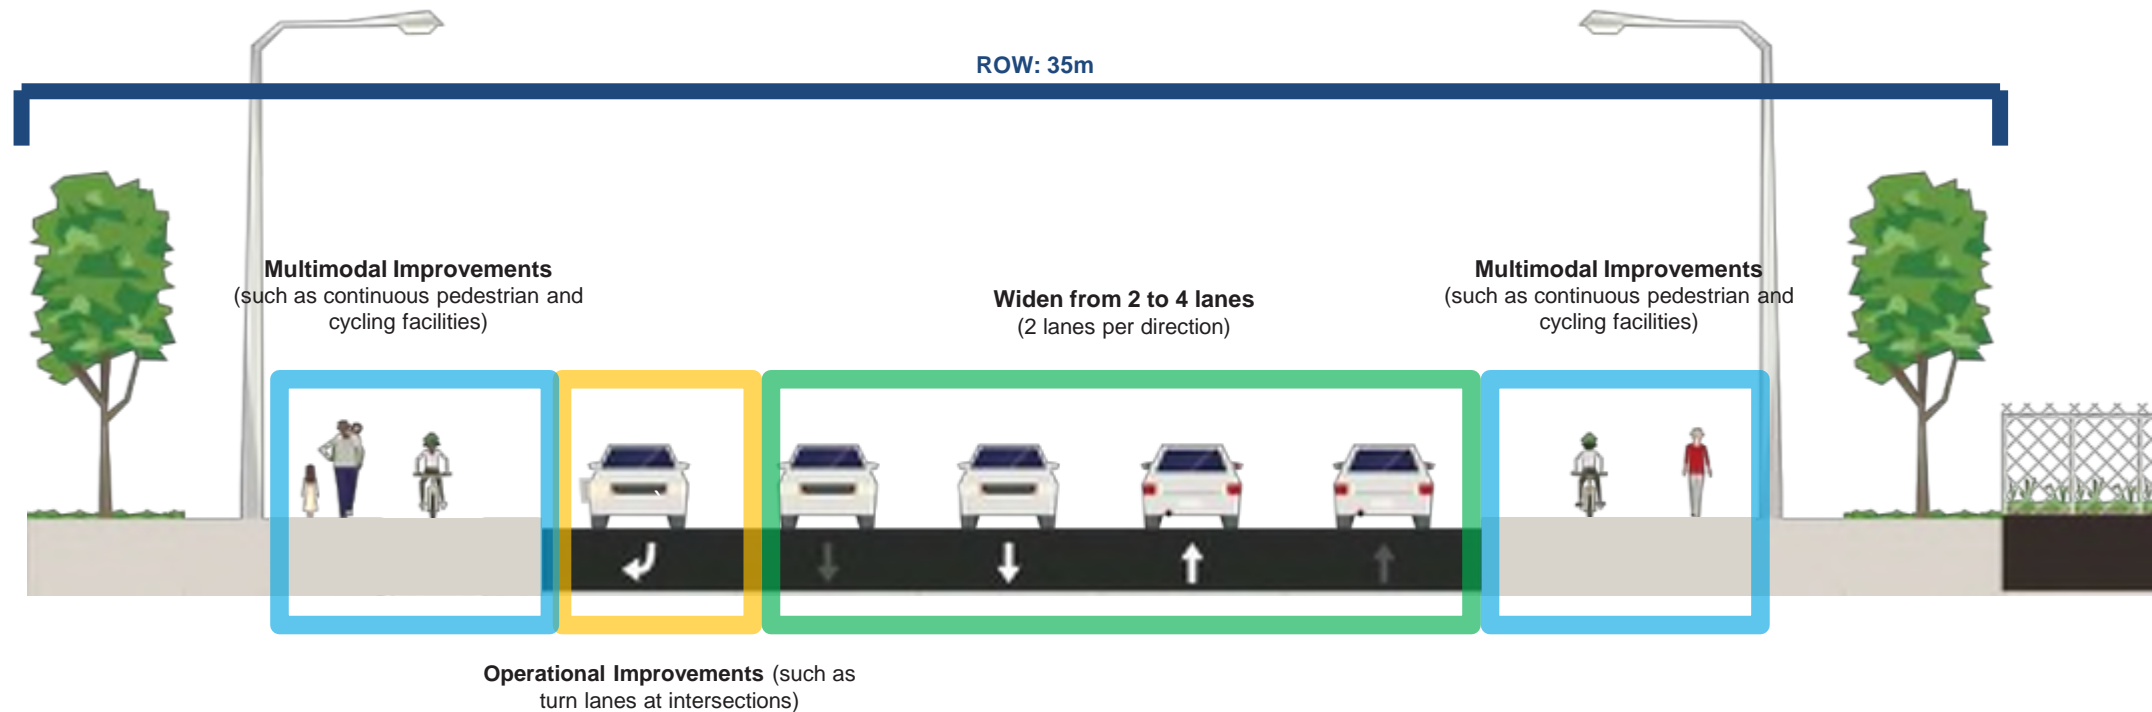 ROW: 35m
Multimodal Improvements
(such as continuous pedestrian and
cycling facilities)
Widen from 2 to 4 lanes
(2 lanes per direction)
Multimodal Improvements
(such as continuous pedestrian and
cycling facilities)
Operational Improvements (such as
turn lanes at intersections)